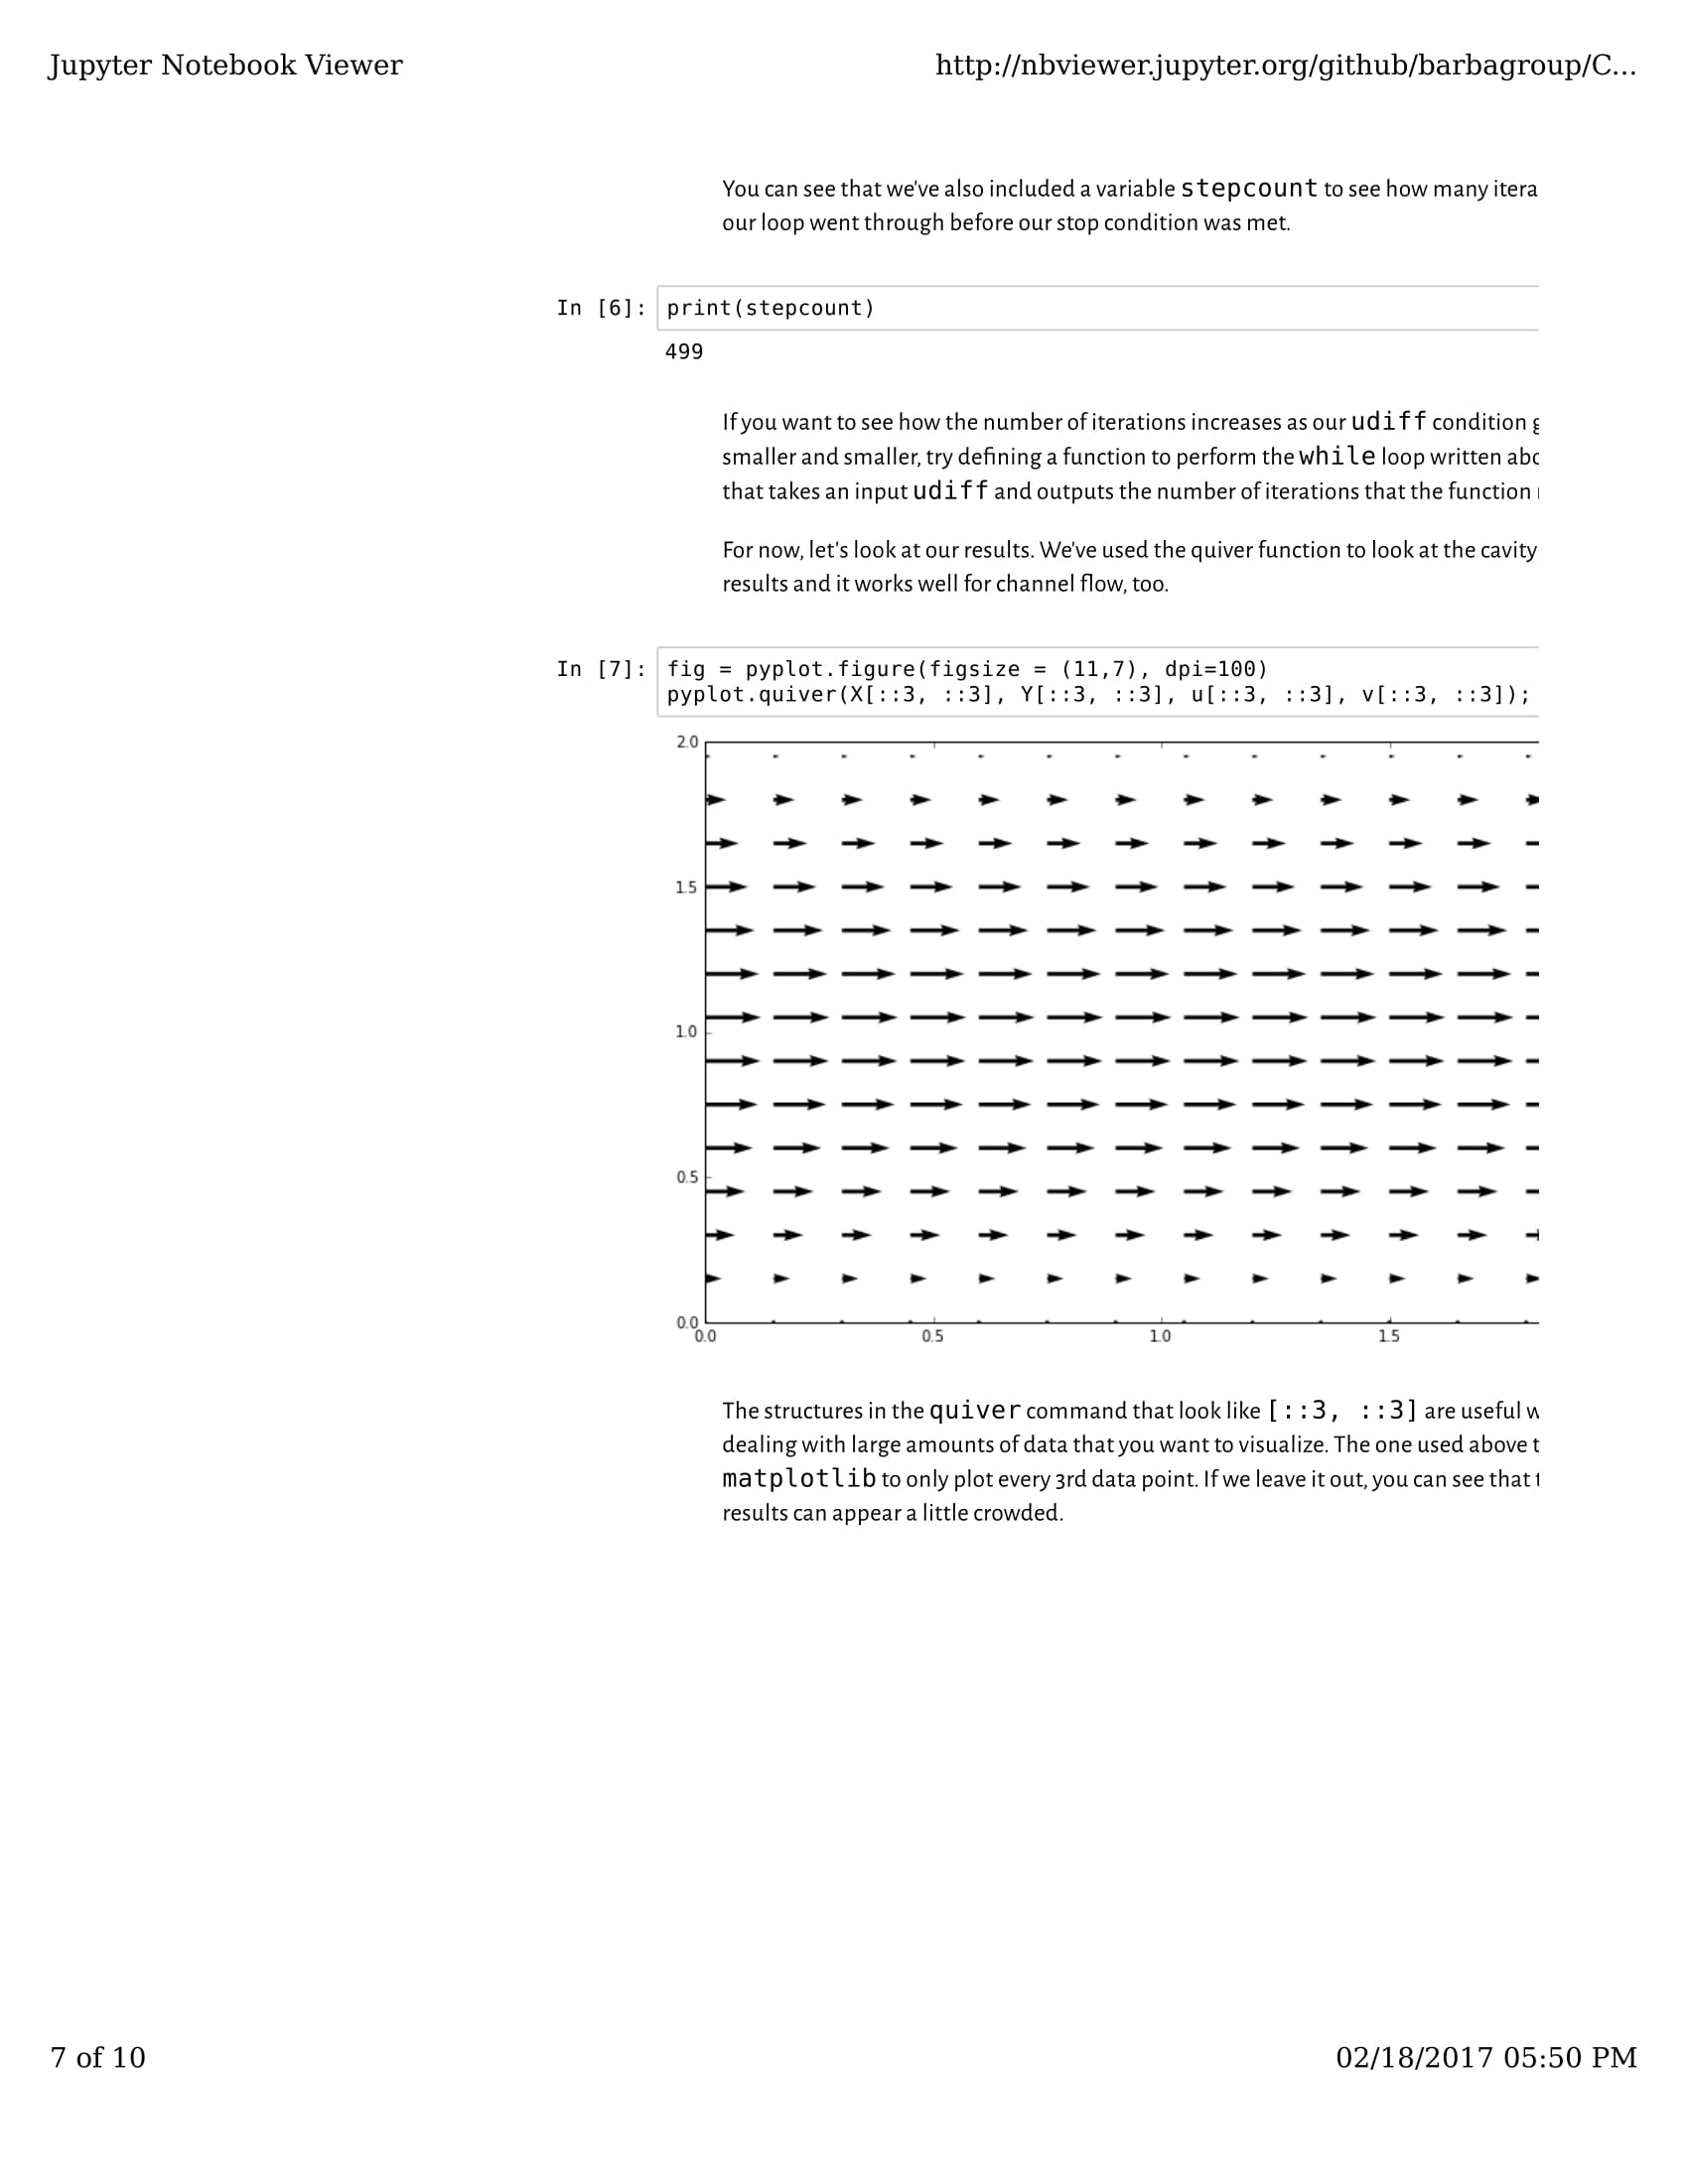 Jupyter Notebook Viewer
http://nbviewer.jupyter.org/github/barbagroup/C...
You can see that we've also included a variable stepcount to see how many itera
our loop went through before our stop condition was met.
In [6]: print(stepcount)
499
If you want to see how the number of iterations increases as our udiff condition g
smaller and smaller, try defining a function to perform the while loop written abo
that takes an input udiff and outputs the number of iterations that the function
For now, let's look at our results. We've used the quiver function to look at the cavity
results and it works well for channel flow, too.
In [7]: fig = pyplot.figure(figsize = (11,7), dpi=100)
pyplot.quiver(X[::3, ::3], Y[::3, ::3], u[::3, ::3], v[::3, ::3]);
2.0
1.5
1.0
0.5
0.0
0.0 0.5 1.0 1.5
The structures in the quiver command that look like [::3, ::3] are useful w
dealing with large amounts of data that you want to visualize. The one used above t
matplotlib to only plot every 3rd data point. If we leave it out, you can see that t
results can appear a little crowded.
7 of 10
02/18/2017 05:50 PM